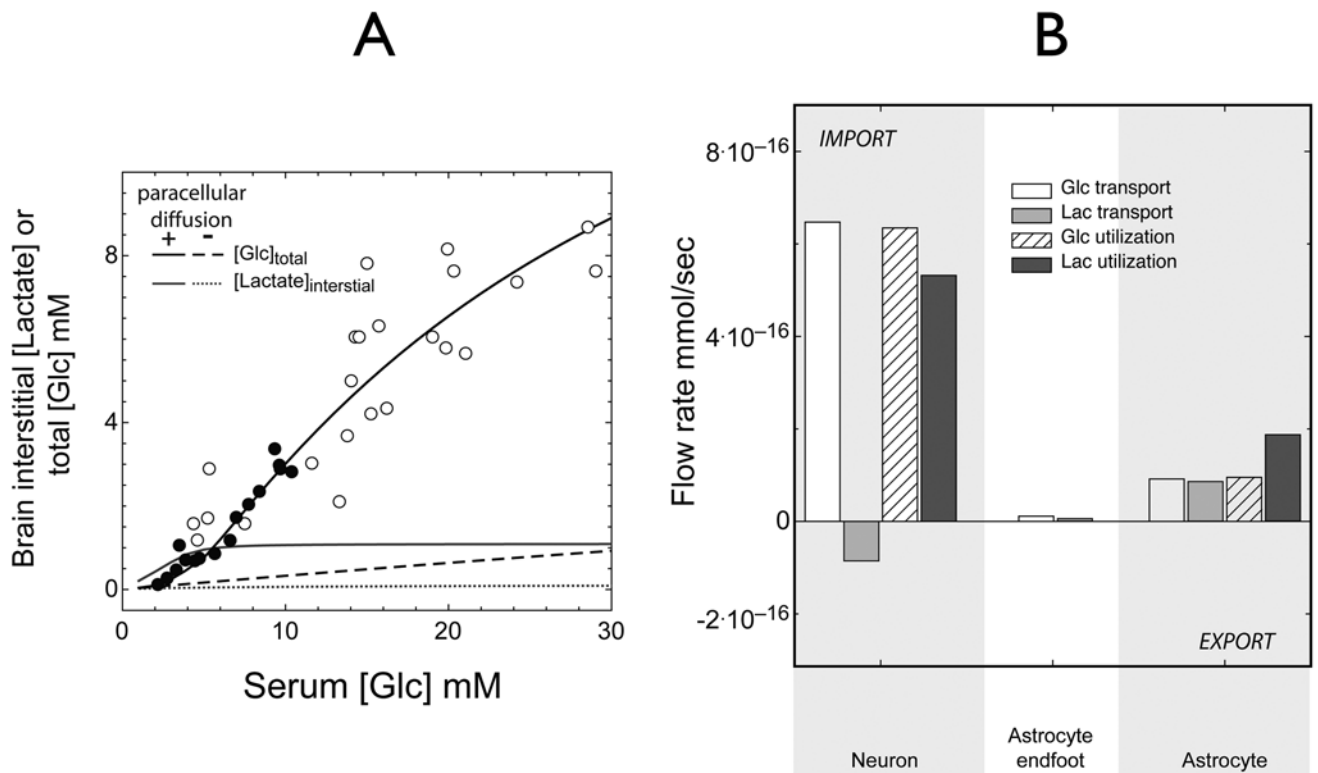 A
B
Brain interstitial [Lactate] or
total [Glc] mM
paracellular
diffusion
+ -
[Glc]total
[Lactate]interstial
8
4
0
0 10 20 30
Serum [Glc] mM
Flow rate mmol/sec
8·10–16
4·10–16
0
-2·10–16
IMPORT
Glc transport
Lac transport
Glc utilization
Lac utilization
EXPORT
Neuron
Astrocyte
endfoot
Astrocyte